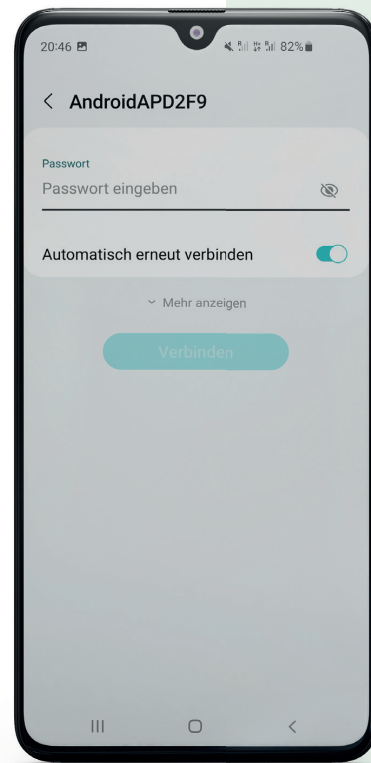 20:46 82%
AndroidAPD2F9
Passwort
Passwort eingeben
Automatisch erneut verbinden
Mehr anzeigen
Verbinden